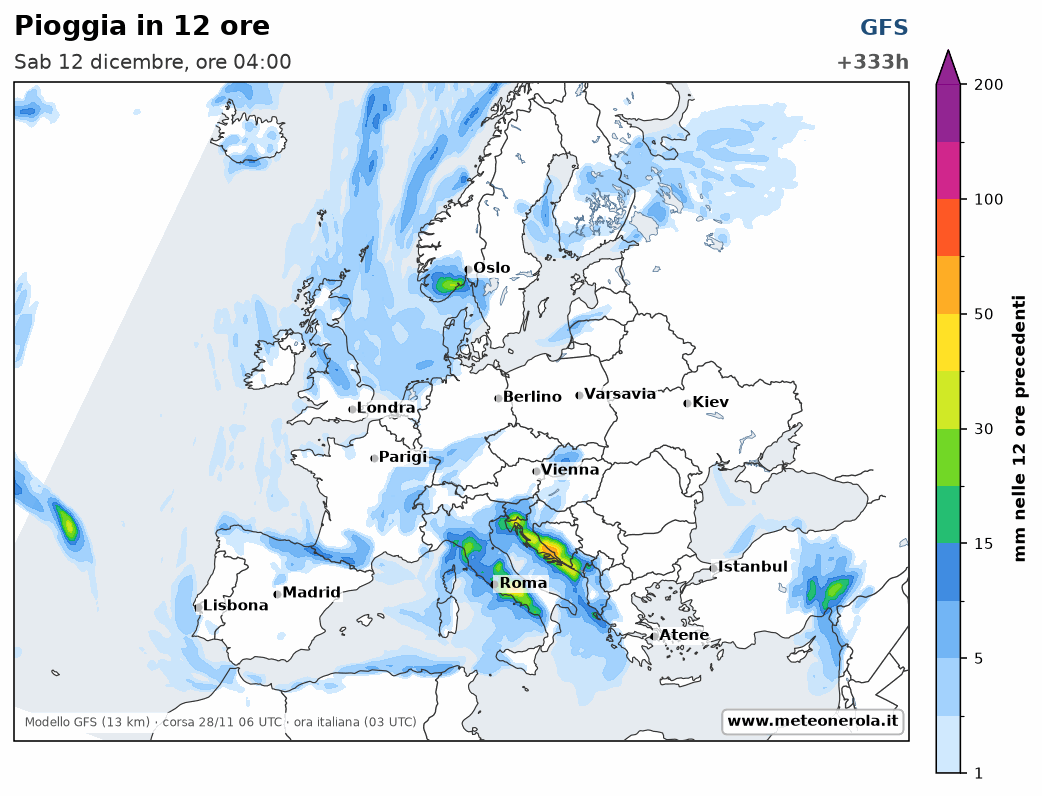 Pioggia in 12 ore
GFS
Sab 12 dicembre, ore 04:00
+333h
200
100
50
30
15
5
1
mm nelle 12 ore precedenti
Oslo
Berlino
Varsavia
Kiev
Londra
Parigi
Vienna
Istanbul
Roma
Madrid
Lisbona
Atene
Modello GFS (13 km) · corsa 28/11 06 UTC · ora italiana (03 UTC)
www.meteonerola.it